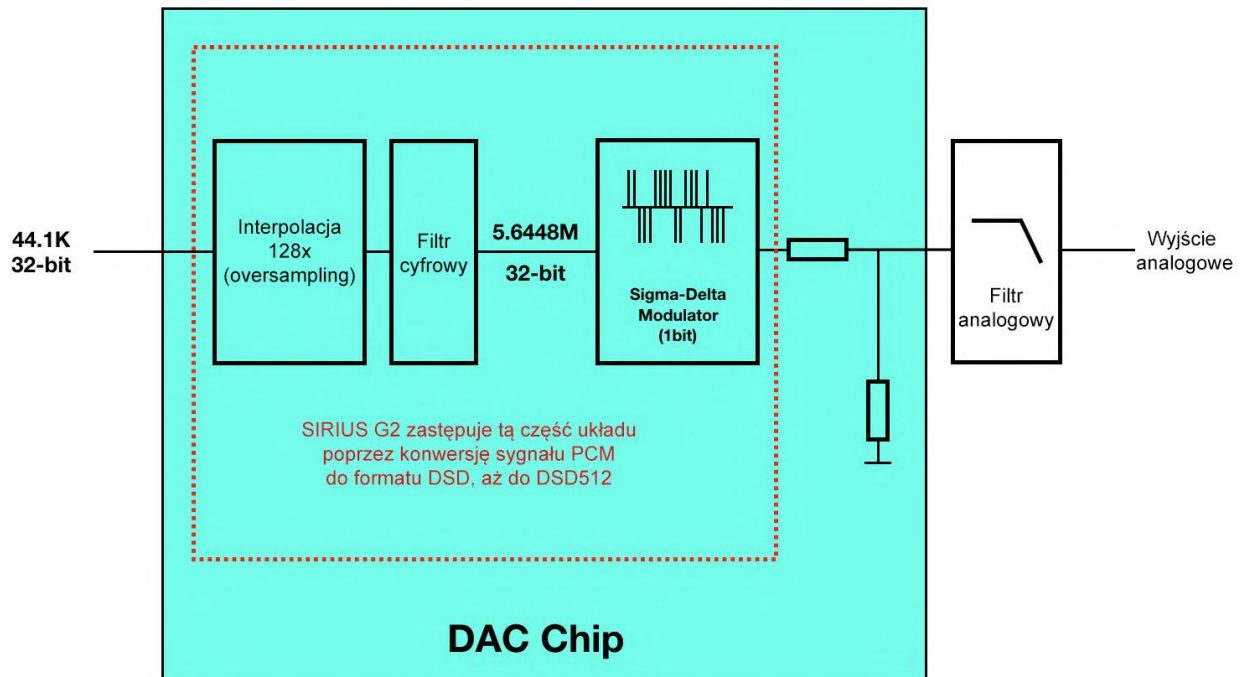 44.1K
32-bit
Interpolacja
128x
(oversampling)
Filtr
cyfrowy
5.6448M
32-bit
Sigma-Delta
Modulator
(1bit)
Filtr
analogowy
Wyjście
analogowe
SIRIUS G2 zastępuje tą część układu
poprzez konwersję sygnału PCM
do formatu DSD, aż do DSD512
DAC Chip